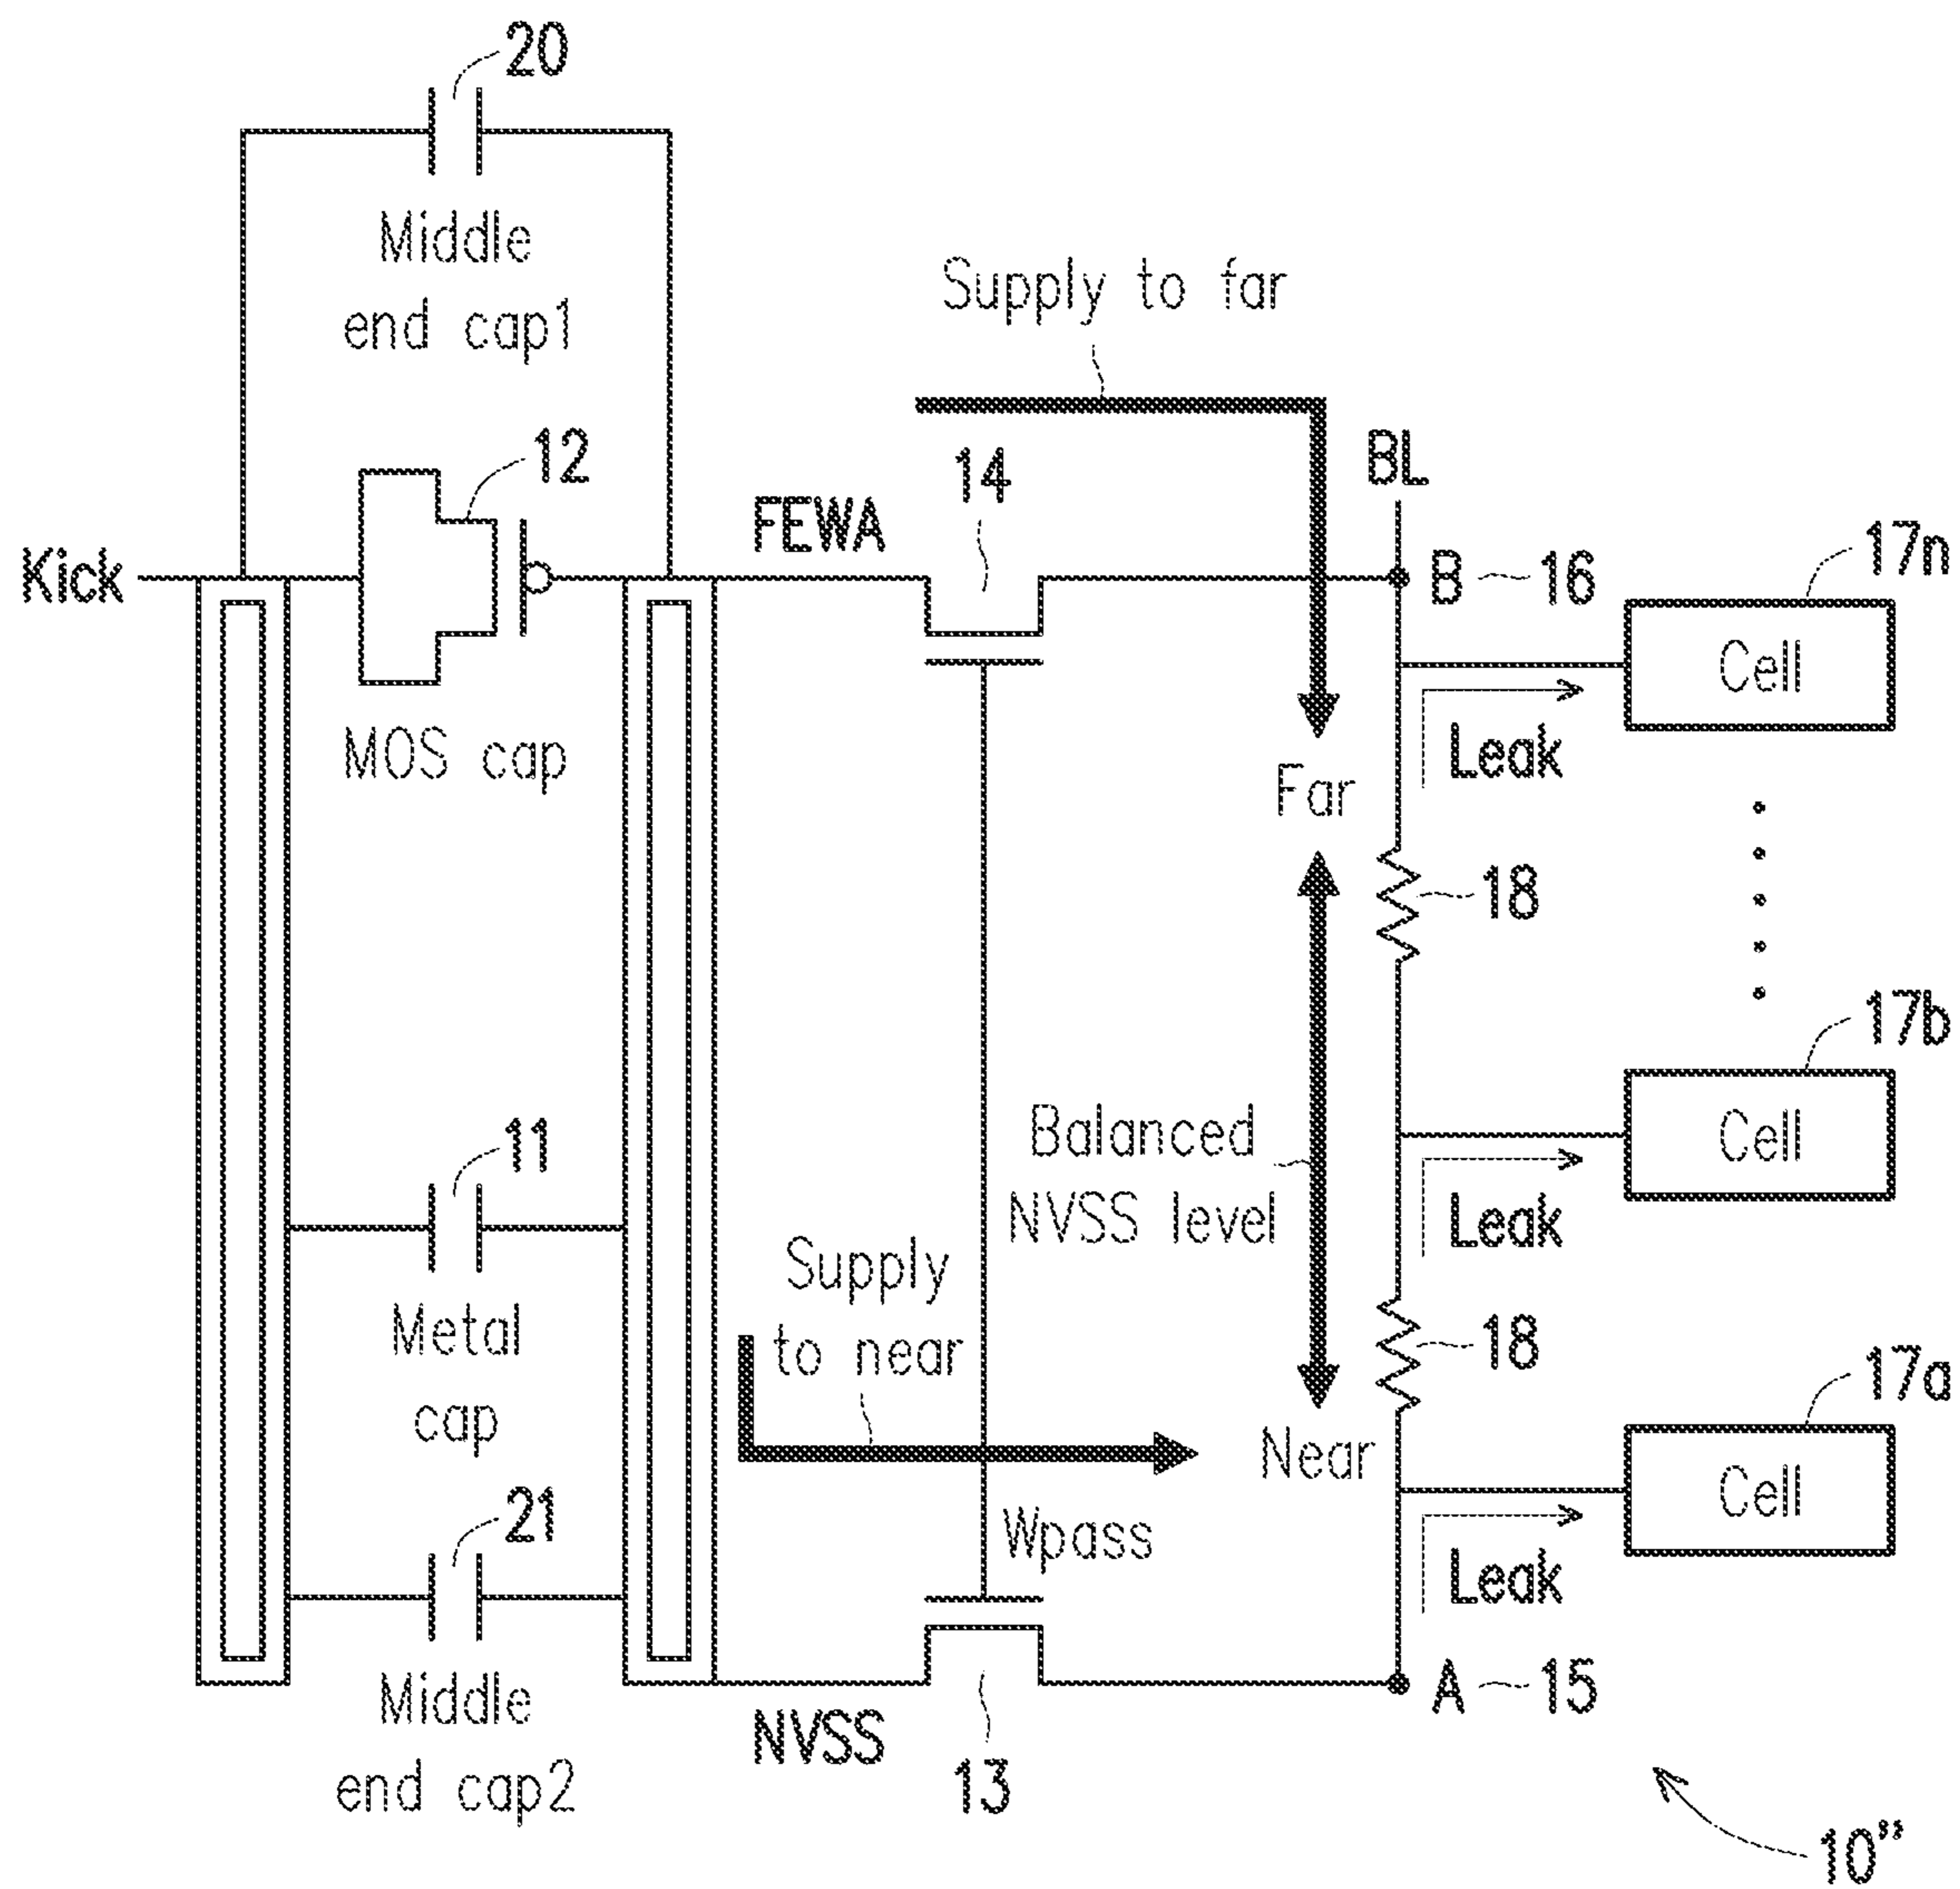 20
Middle
end cap1
Supply to far
12
MOS cap
Kick
FEWA
14
BL
B
16
17n
Cell
Leak
Far
18
17b
Cell
Leak
Balanced
NVSS level
11
Metal
cap
Supply
to near
18
Near
17a
Cell
Leak
21
Middle
end cap2
Wpass
NVSS
13
A
15
10”